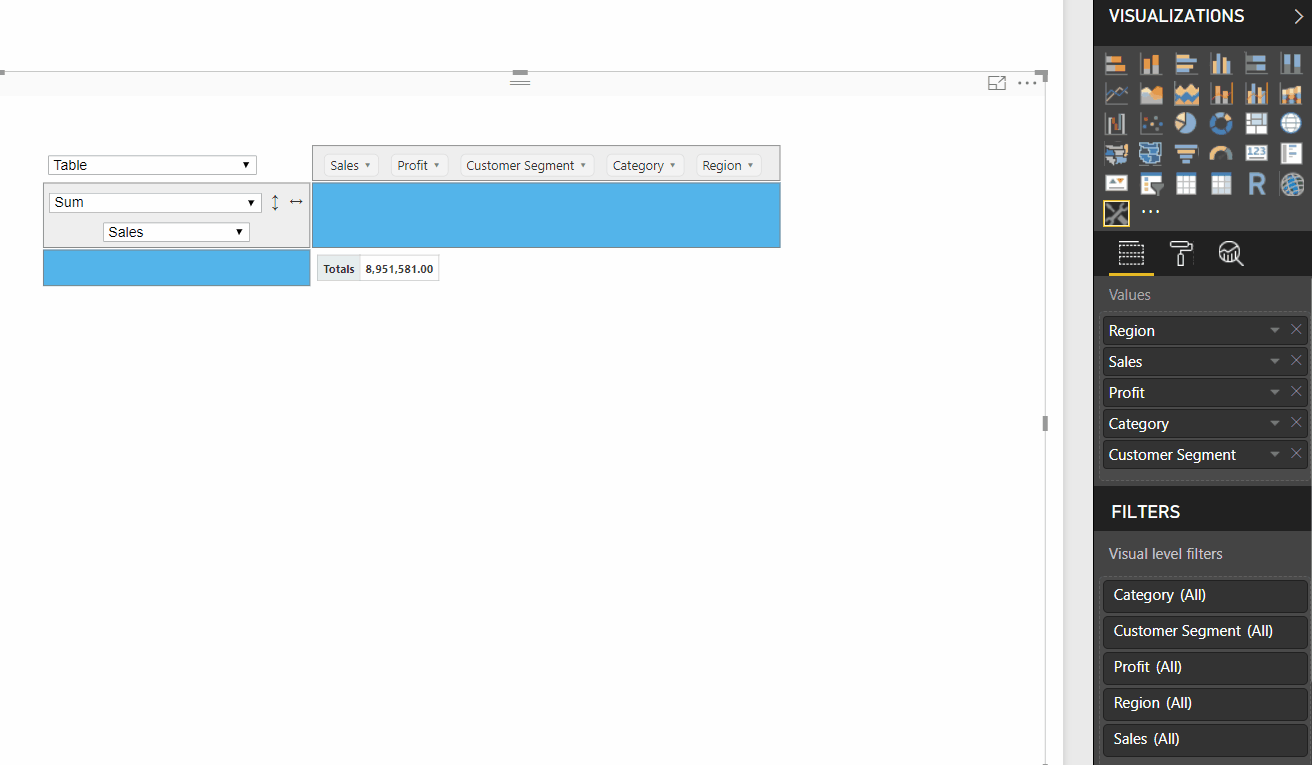 VISUALIZATIONS
Table
Sales Profit Customer Segment Category Region
Sum
Sales
Totals 8,951,581.00
123
R
Values
Region
Sales
Profit
Category
Customer Segment
FILTERS
Visual level filters
Category (All)
Customer Segment (All)
Profit (All)
Region (All)
Sales (All)